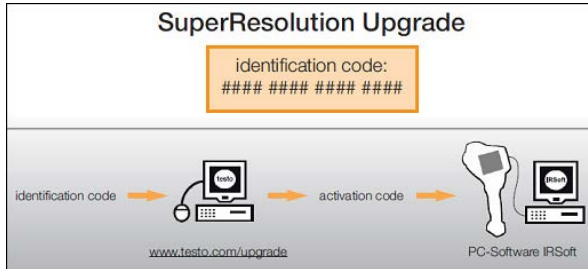 SuperResolution Upgrade
identification code:
#### #### #### ####
identification code
testo
activation code
IRSoft
www.testo.com/upgrade
PC-Software IRSoft